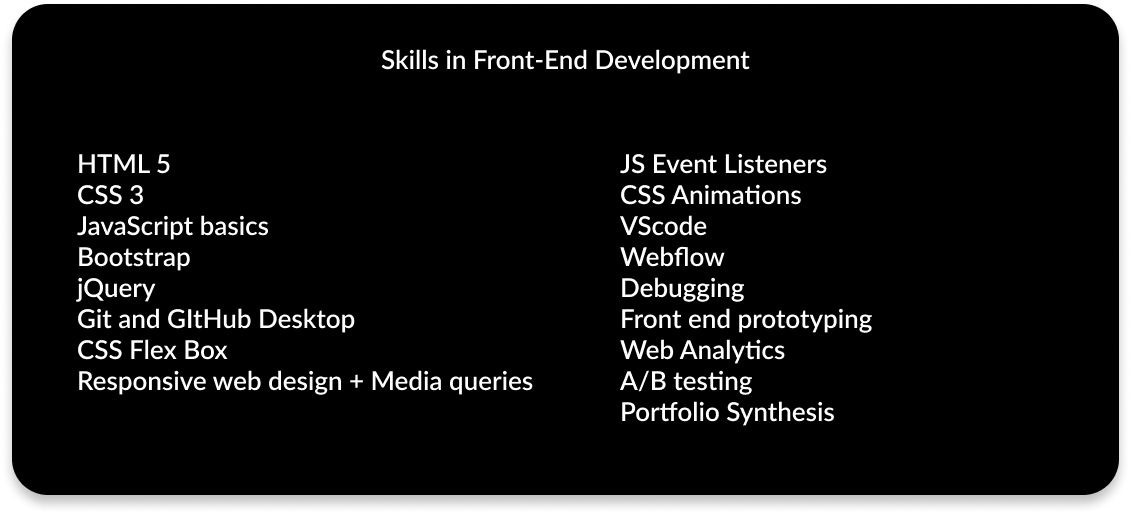 Skills in Front-End Development
HTML 5
CSS 3
JavaScript basics
Bootstrap
jQuery
Git and GItHub Desktop
CSS Flex Box
Responsive web design + Media queries
JS Event Listeners
CSS Animations
VScode
Webflow
Debugging
Front end prototyping
Web Analytics
A/B testing
Portfolio Synthesis